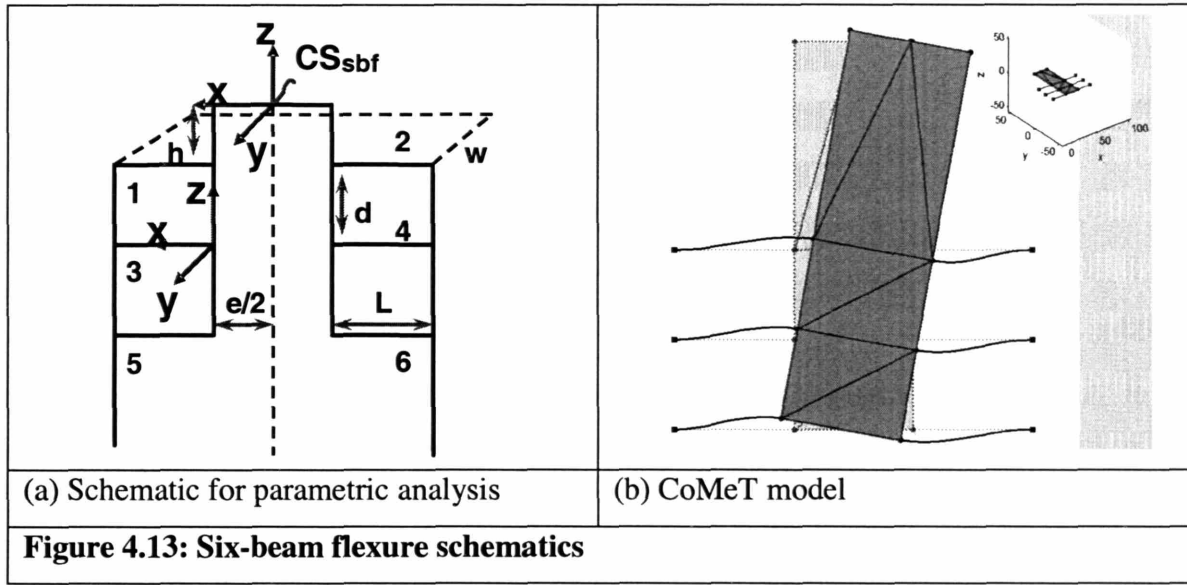 z
CS_sbf
x
h
y
2
w
1
z
d
x
4
3
y
e/2
L
5
6
50
0
-50
z
50
0
-50
y
0
50
100
x
(a) Schematic for parametric analysis
(b) CoMeT model
Figure 4.13: Six-beam flexure schematics